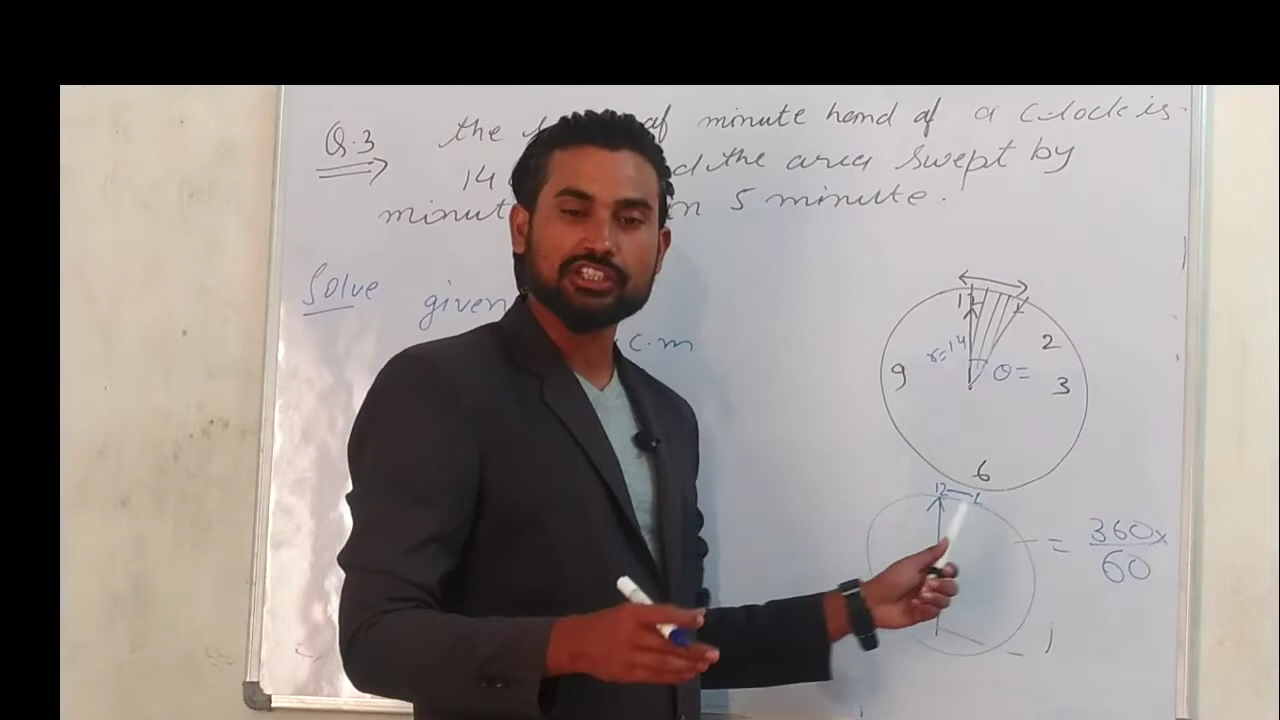 Q.3 the of minute hand of a clock is.
14 d the area swept by
minut in 5 minute.
Solve given
c.m
12
r=14 θ= 2
9 3
6
12 1
= 360x
60